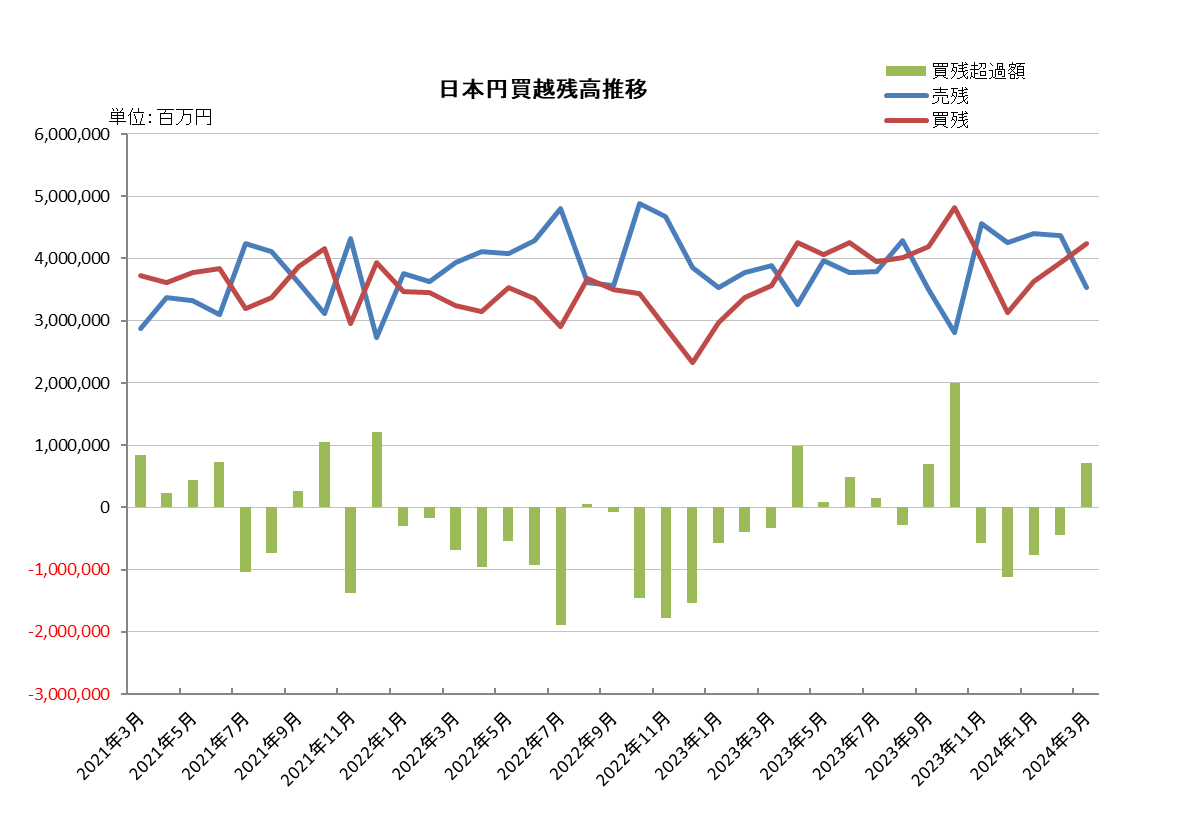 日本円買越残高推移
買残超過額
売残
買残
単位: 百万円
6,000,000
5,000,000
4,000,000
3,000,000
2,000,000
1,000,000
0
-1,000,000
-2,000,000
-3,000,000
2021年3月
2021年5月
2021年7月
2021年9月
2021年11月
2022年1月
2022年3月
2022年5月
2022年7月
2022年9月
2022年11月
2023年1月
2023年3月
2023年5月
2023年7月
2023年9月
2023年11月
2024年1月
2024年3月